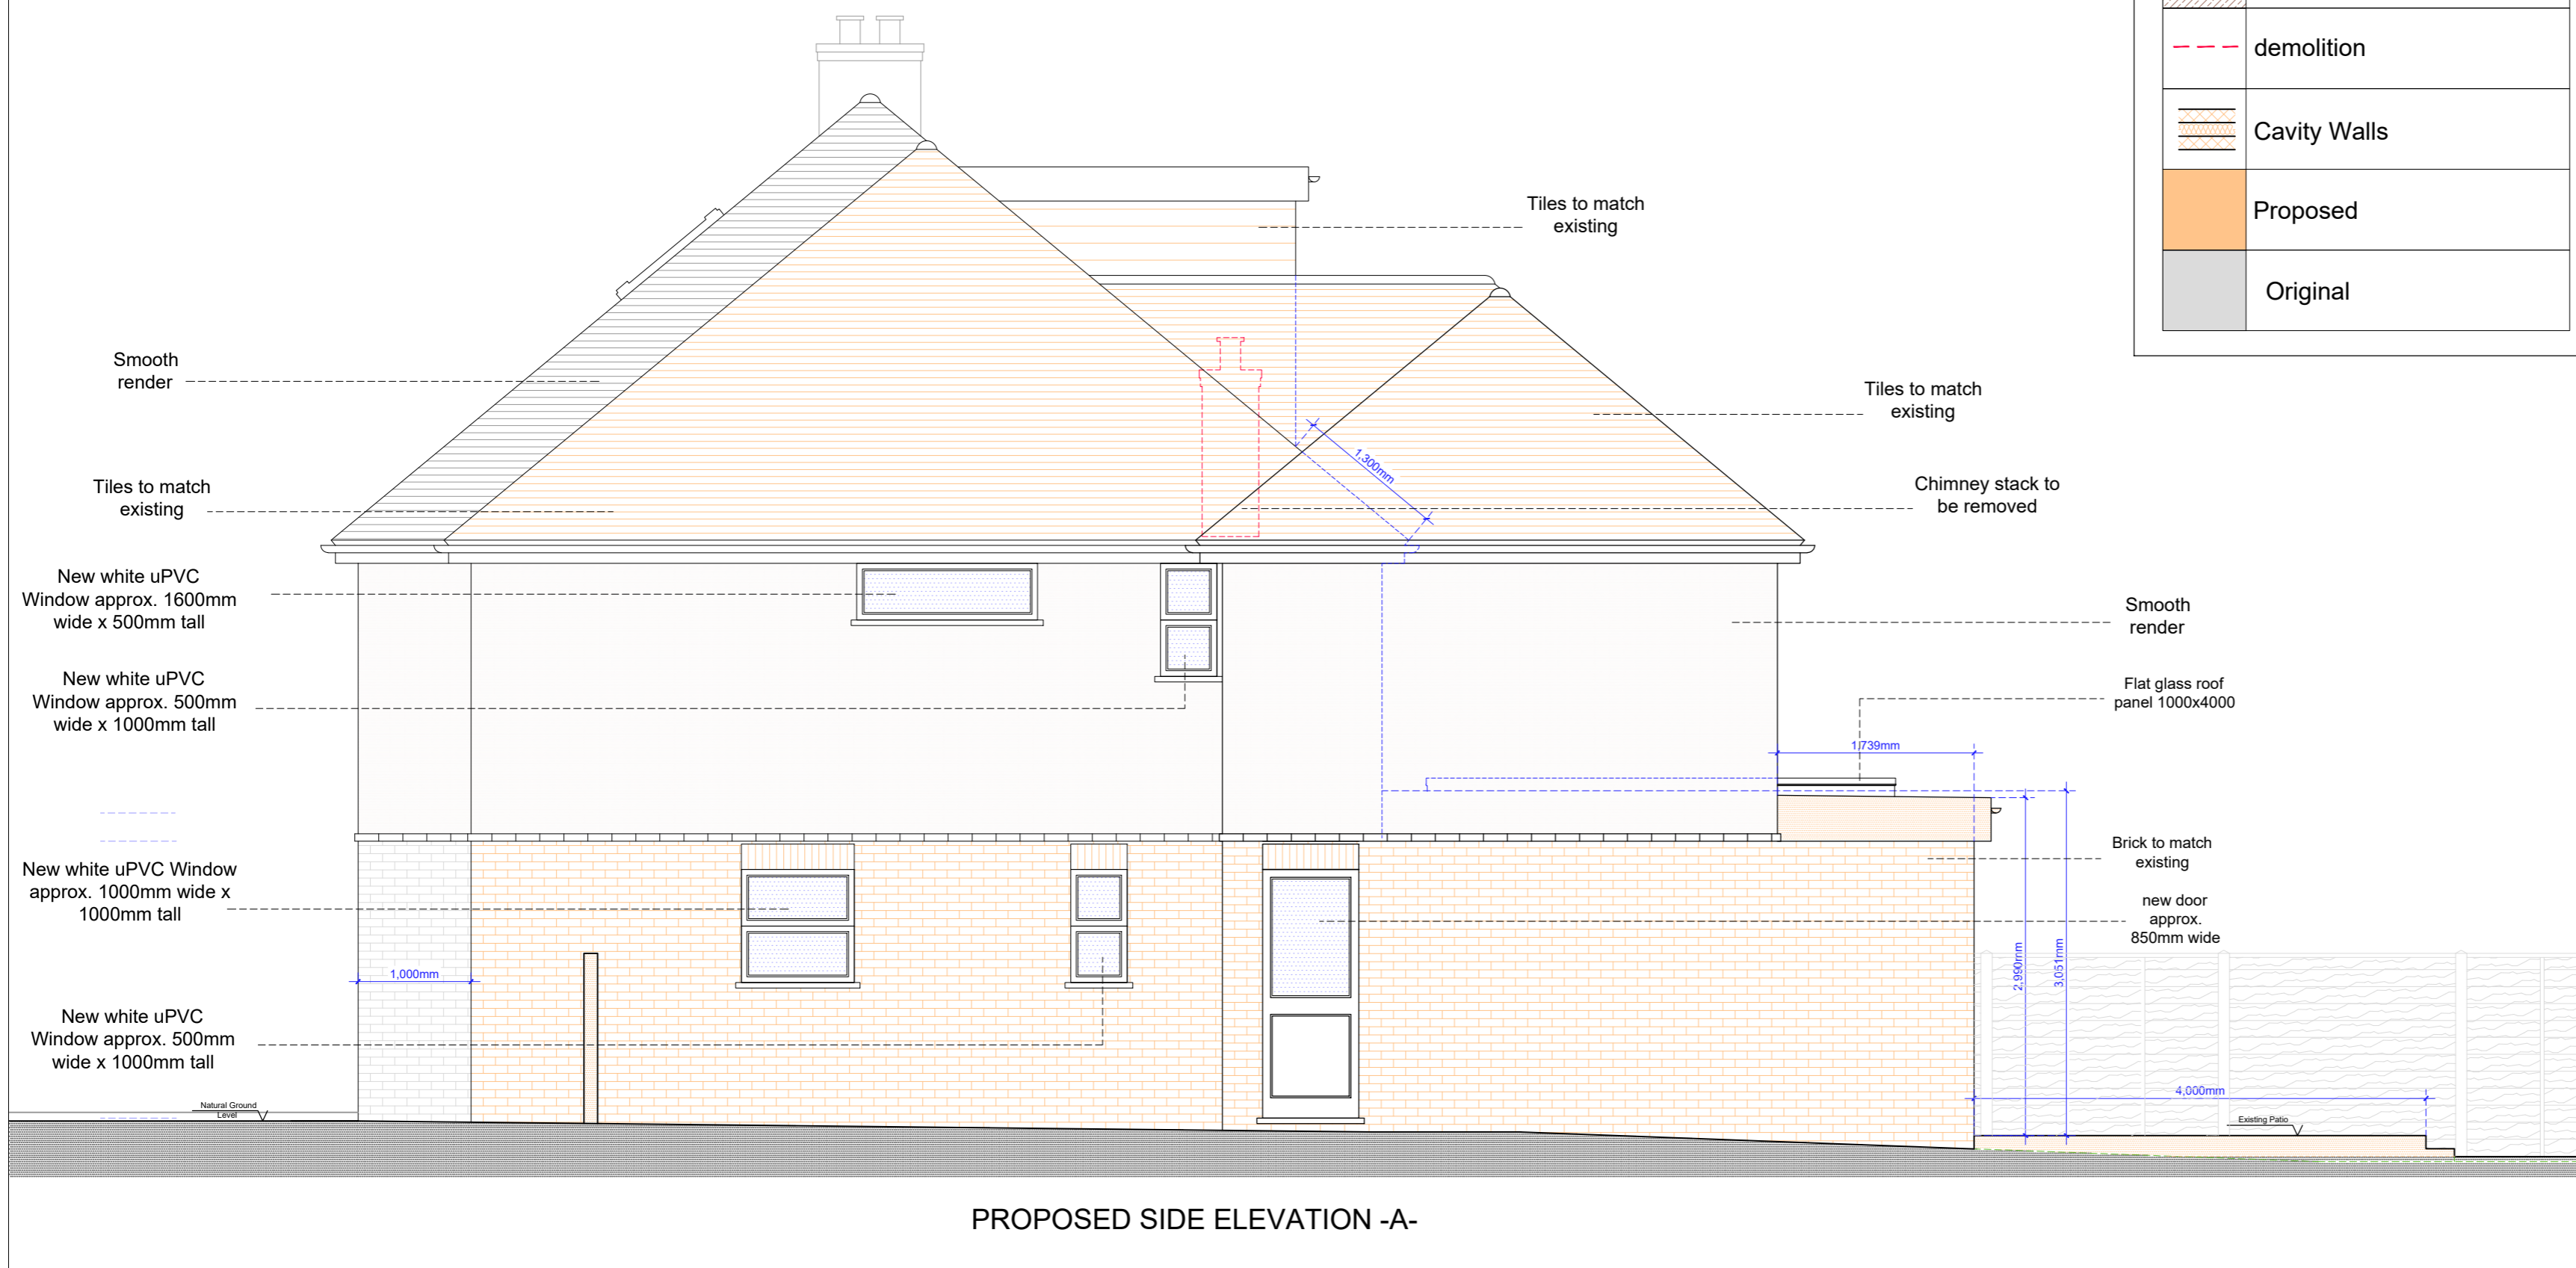 demolition
Cavity Walls
Proposed
Original
Tiles to match
existing
Smooth
render
Tiles to match
existing
1,300mm
Tiles to match
existing
Chimney stack to
be removed
New white uPVC
Window approx. 1600mm
wide x 500mm tall
Smooth
render
New white uPVC
Window approx. 500mm
wide x 1000mm tall
Flat glass roof
panel 1000x4000
1,739mm
New white uPVC Window
approx. 1000mm wide x
1000mm tall
Brick to match
existing
new door
approx.
850mm wide
1,000mm
2,990mm
3,051mm
New white uPVC
Window approx. 500mm
wide x 1000mm tall
4,000mm
Natural Ground
Level
Existing Patio
PROPOSED SIDE ELEVATION -A-